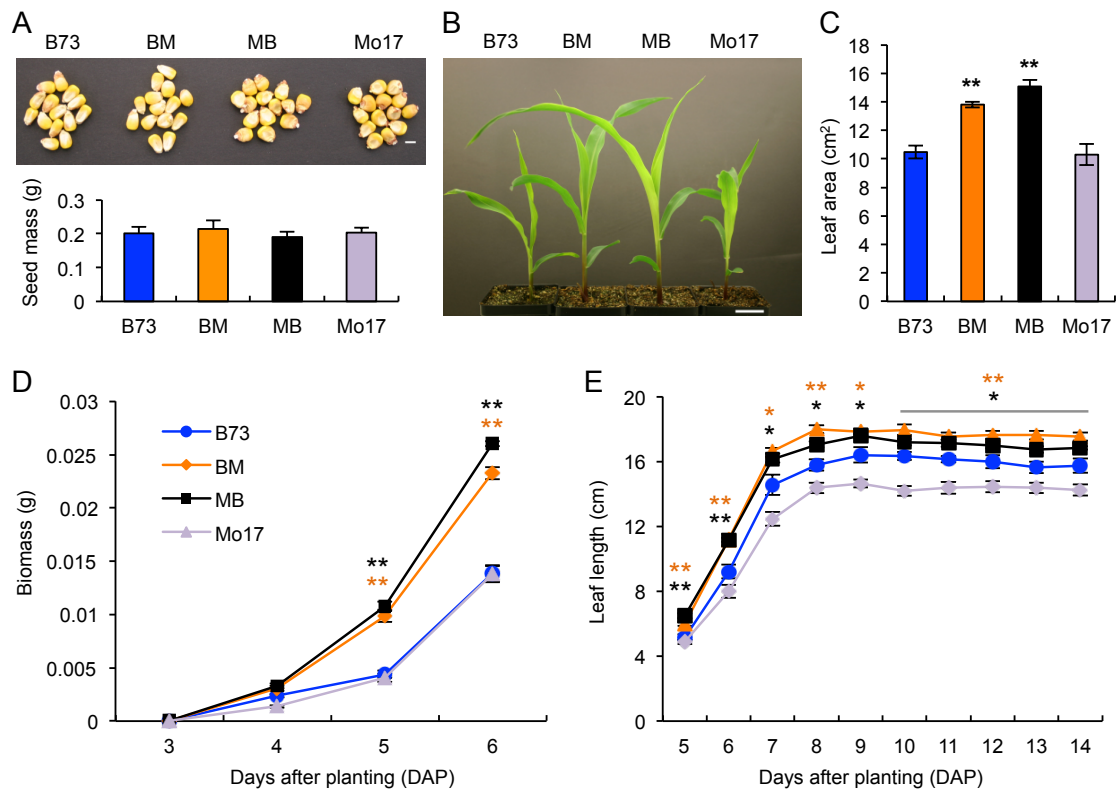 A
B73 BM MB Mo17
Seed mass (g)
0.3
0.2
0.1
0
B73 BM MB Mo17
B
B73 BM MB Mo17
C
Leaf area (cm²)
18
16
14
12
10
8
6
4
2
0
** **
B73 BM MB Mo17
D
Biomass (g)
0.03
0.025
0.02
0.015
0.01
0.005
0
B73
BM
MB
Mo17
**
**
**
**
3 4 5 6
Days after planting (DAP)
E
Leaf length (cm)
20
16
12
8
4
0
**
**
**
**
*
*
**
*
*
*
**
*
5 6 7 8 9 10 11 12 13 14
Days after planting (DAP)